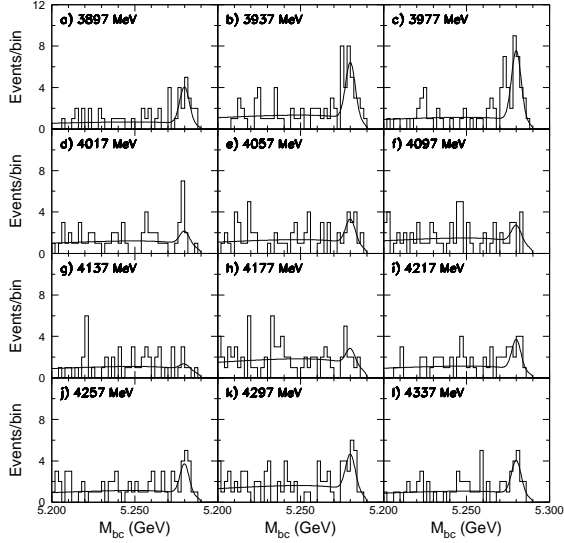 12
8
4
0
Events/bin
a) 3897 MeV
b) 3937 MeV
c) 3977 MeV
8
4
0
Events/bin
d) 4017 MeV
e) 4057 MeV
f) 4097 MeV
8
4
0
Events/bin
g) 4137 MeV
h) 4177 MeV
i) 4217 MeV
8
4
0
Events/bin
j) 4257 MeV
k) 4297 MeV
l) 4337 MeV
5.200 5.250 5.200 5.250 5.200 5.250 5.300
M_bc (GeV) M_bc (GeV) M_bc (GeV)